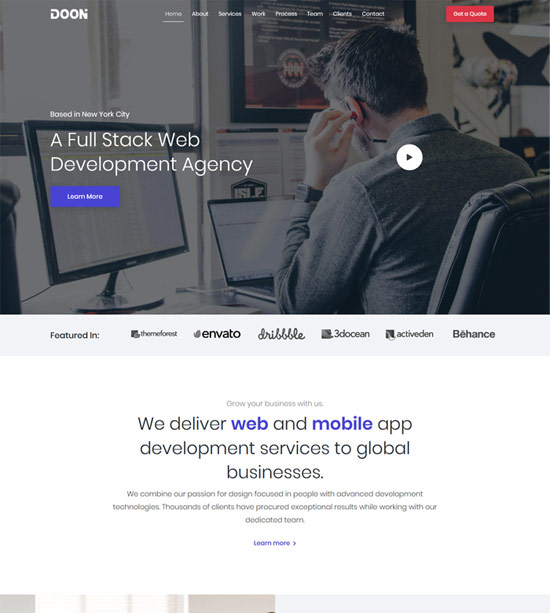 DOON
Home About Services Work Process Team Clients Contact
Get a Quote
Based in New York City
A Full Stack Web
Development Agency
Learn More
Featured In:
themeforest
envato
dribbble
3docean
activeden
Bēhance
Grow your business with us.
We deliver web and mobile app
development services to global
businesses.
We combine our passion for design focused in people with advanced development
technologies. Thousands of clients have procured exceptional results while working with our
dedicated team.
Learn more